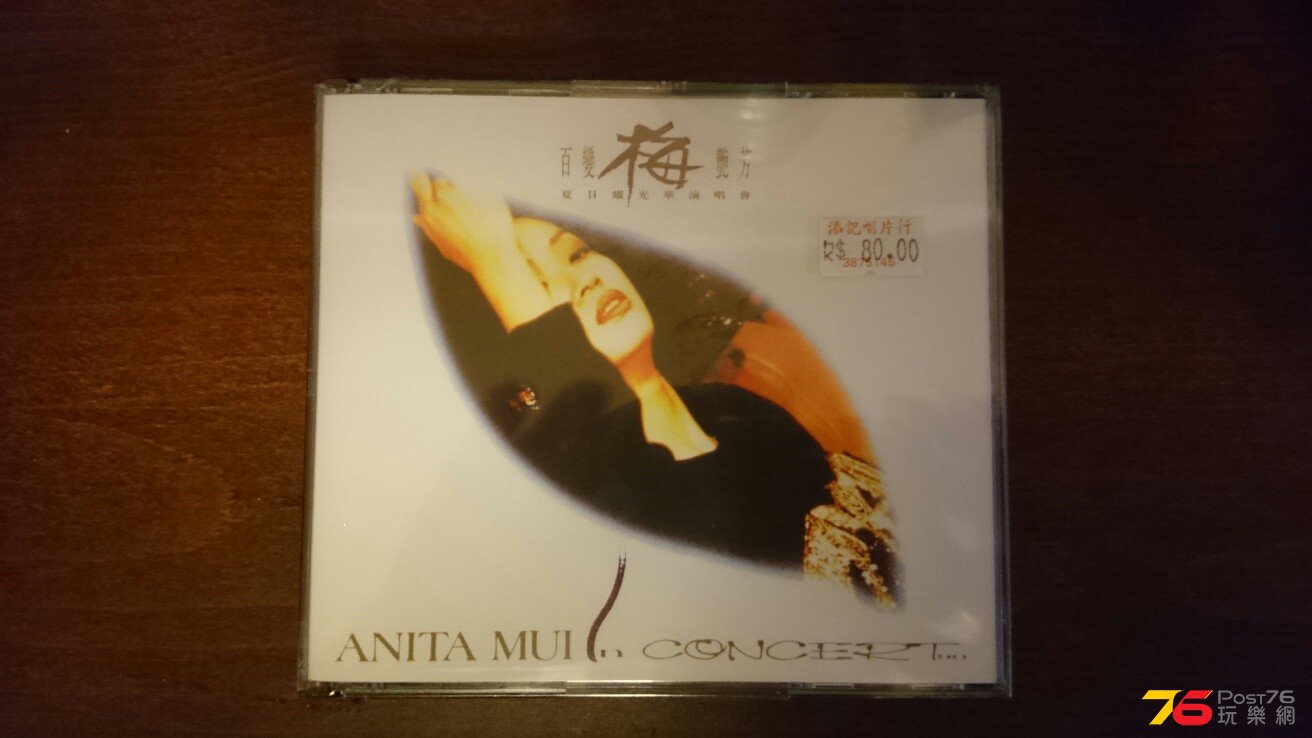 百變梅艷芳
夏日耀光華演唱會
添記唱片行
HK$ 80.00
ANITA MUI In CONCERT
76 POST76
玩樂網